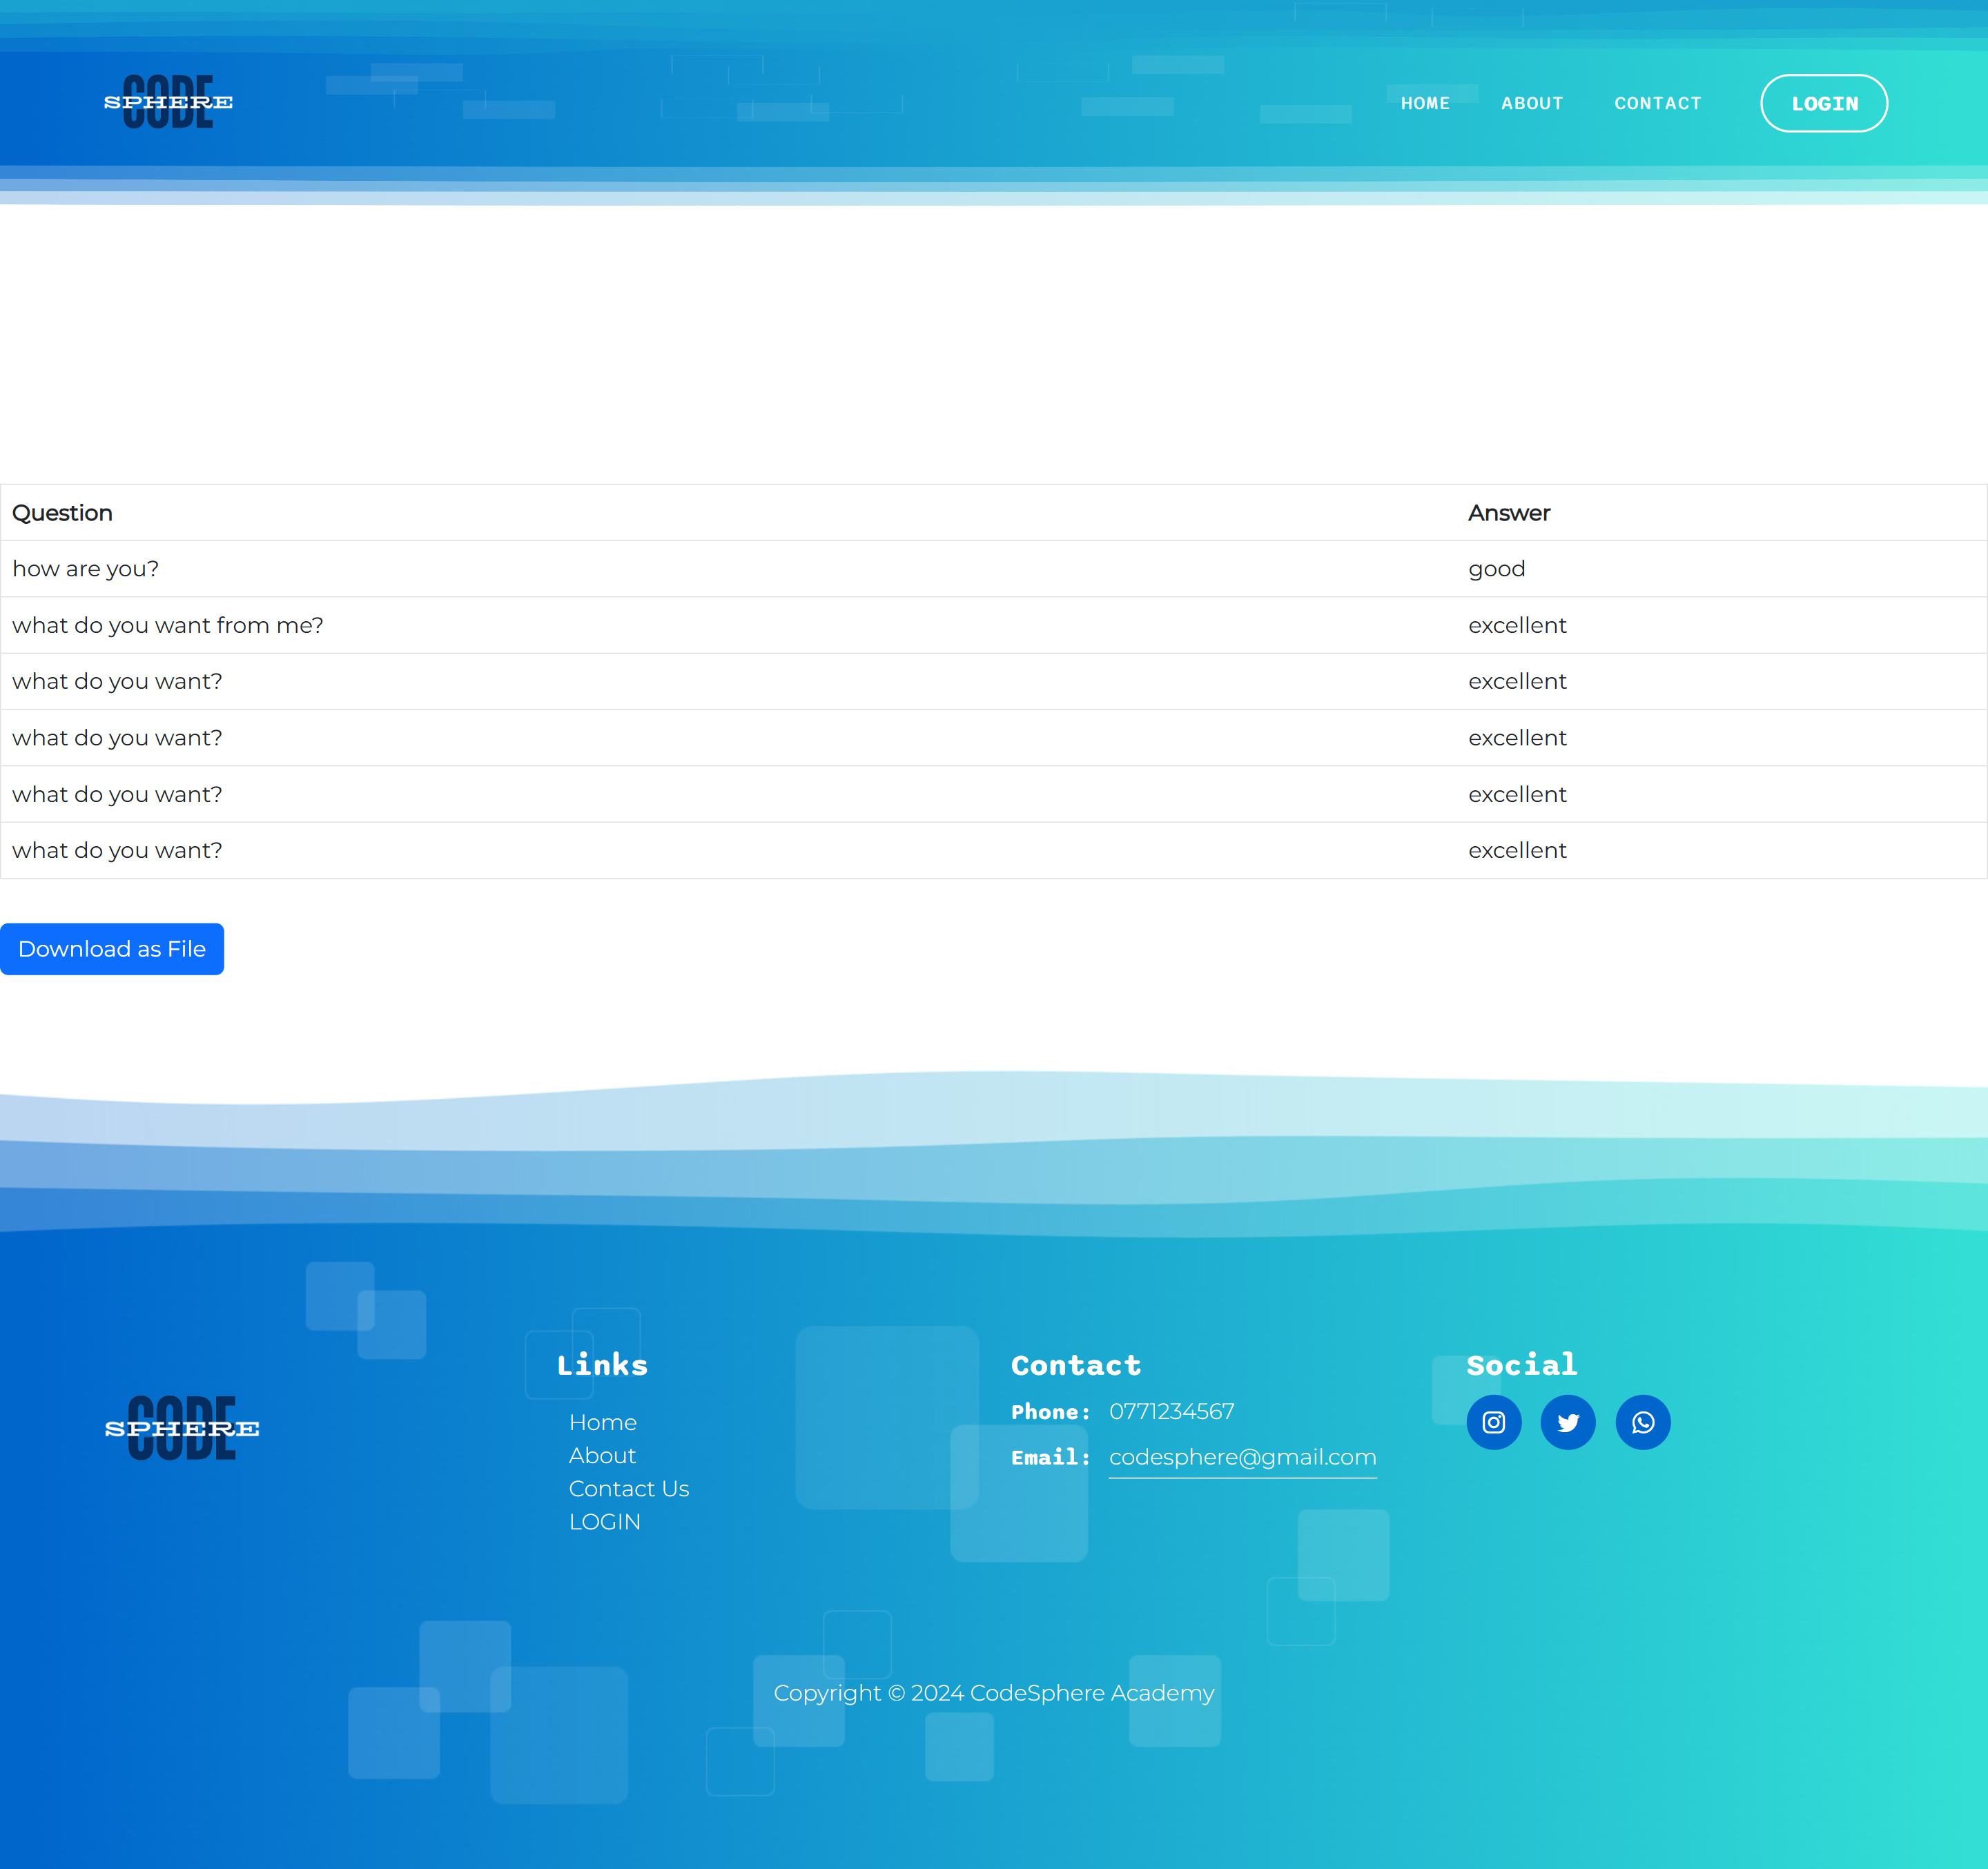 CODE
SPHERE
HOME ABOUT CONTACT LOGIN
Question Answer
how are you? good
what do you want from me? excellent
what do you want? excellent
what do you want? excellent
what do you want? excellent
what do you want? excellent
Download as File
CODE
SPHERE
Links
Home
About
Contact Us
LOGIN
Contact
Phone: 0771234567
Email: codesphere@gmail.com
Social
Copyright © 2024 CodeSphere Academy